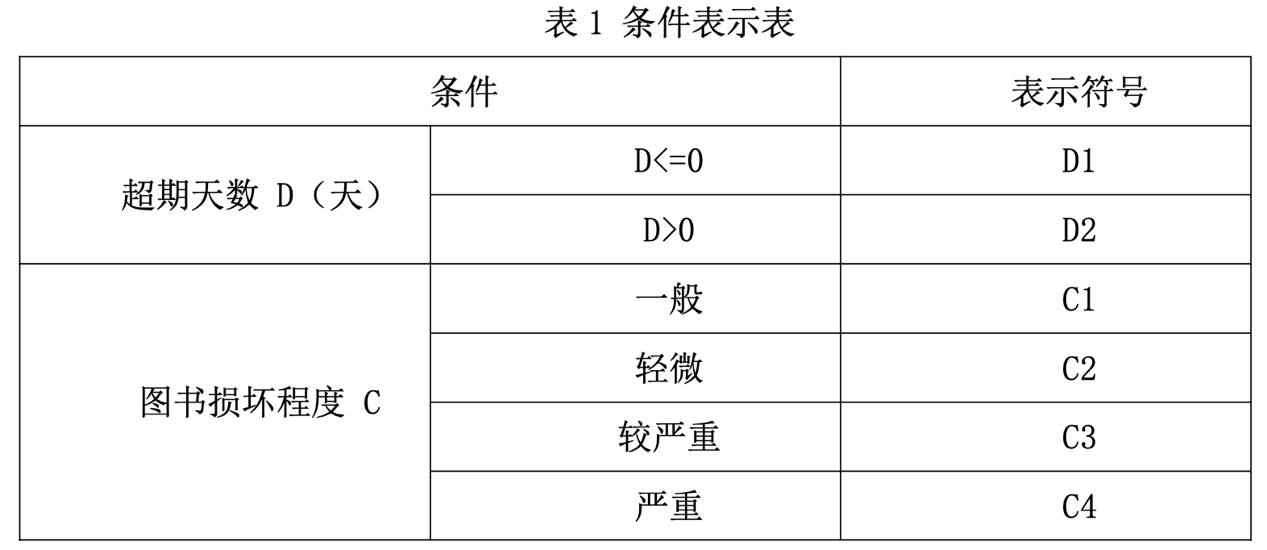 表1 条件表示表
条件 表示符号
超期天数 D（天）
D<=0 D1
D>0 D2
图书损坏程度 C
一般 C1
轻微 C2
较严重 C3
严重 C4